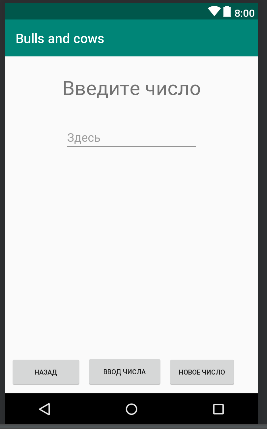 8:00
Bulls and cows
Введите число
Здесь
НАЗАД ВВОД ЧИСЛА НОВОЕ ЧИСЛО